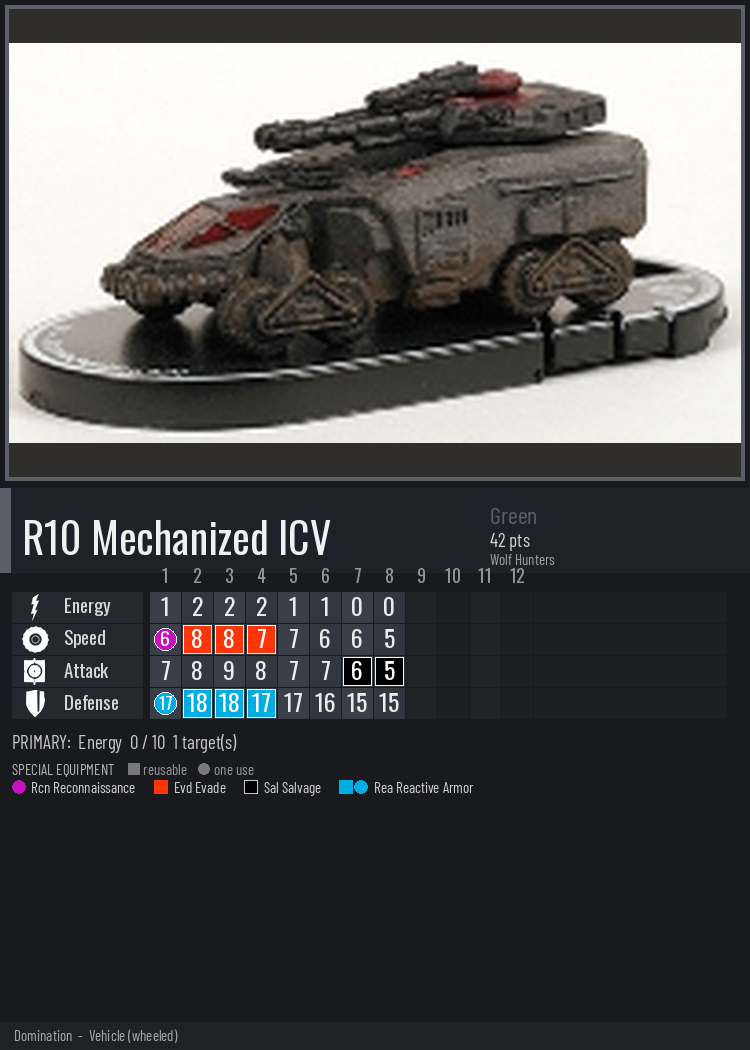 R10 Mechanized ICV
Green
42 pts
Wolf Hunters
1 2 3 4 5 6 7 8 9 10 11 12
Energy 1 2 2 2 1 1 0 0
Speed 6 8 8 7 7 6 6 5
Attack 7 8 9 8 7 7 6 5
Defense 17 18 18 17 17 16 15 15
PRIMARY: Energy 0 / 10 1 target(s)
SPECIAL EQUIPMENT reusable one use
Rcn Reconnaissance Evd Evade Sal Salvage Rea Reactive Armor
Domination - Vehicle (wheeled)